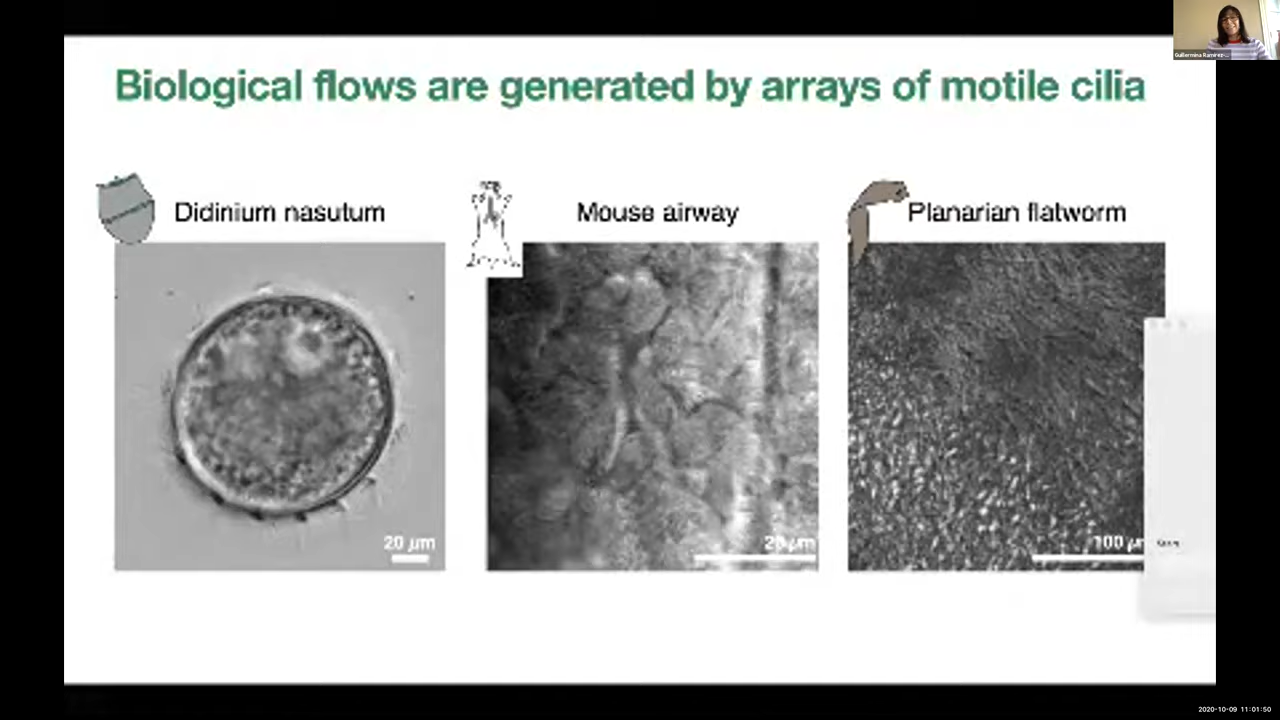 Biological flows are generated by arrays of motile cilia
Didinium nasutum
Mouse airway
Planarian flatworm
20 μm
20 μm
100 μm
2020-10-09 11:01:50